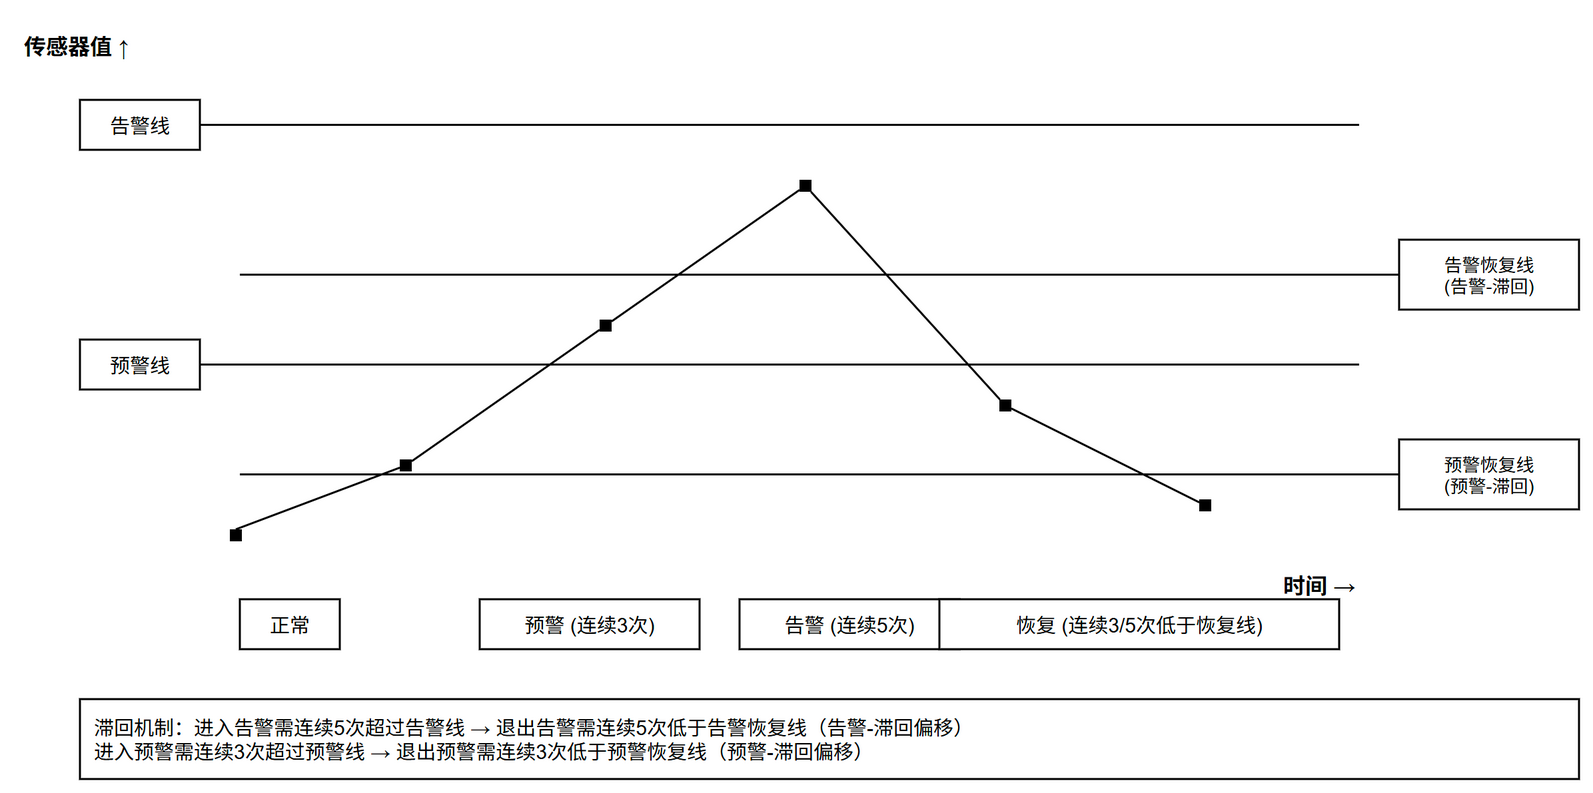 传感器值 ↑
告警线
告警恢复线
(告警-滞回)
预警线
预警恢复线
(预警-滞回)
时间 →
正常
预警 (连续3次)
告警 (连续5次)
恢复 (连续3/5次低于恢复线)
滞回机制：进入告警需连续5次超过告警线 → 退出告警需连续5次低于告警恢复线（告警-滞回偏移）
进入预警需连续3次超过预警线 → 退出预警需连续3次低于预警恢复线（预警-滞回偏移）